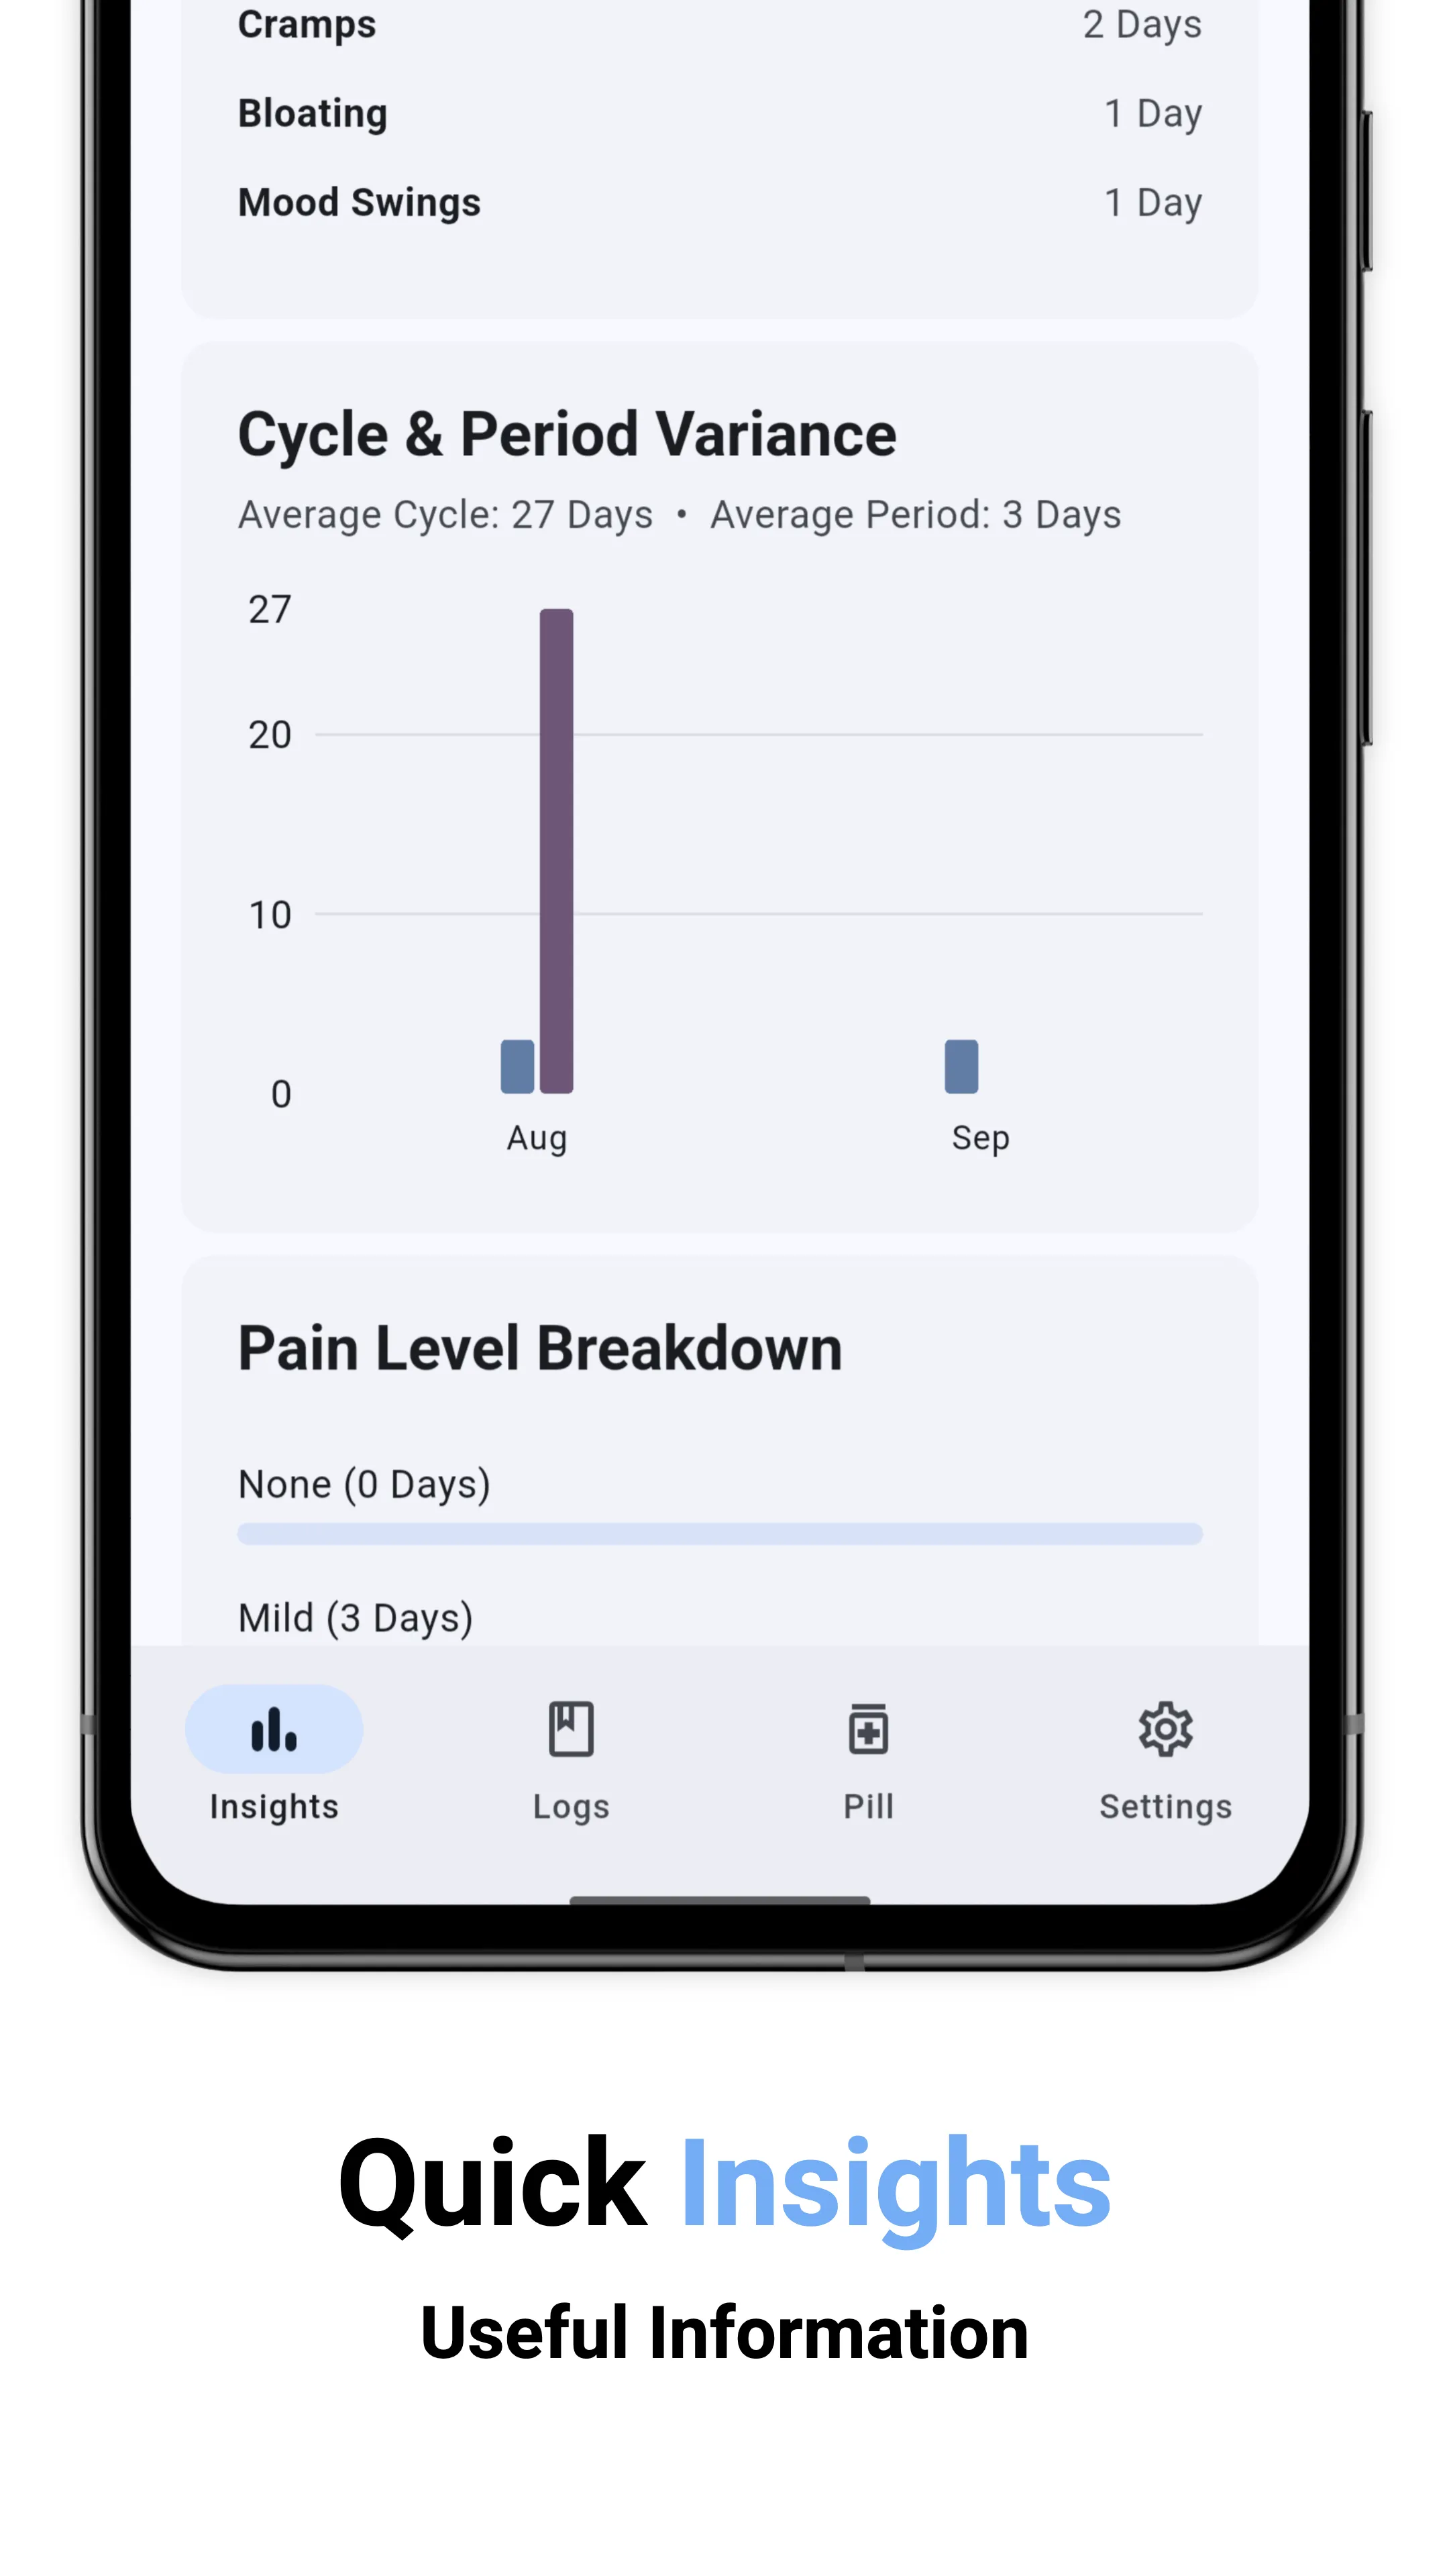 Cramps 2 Days
Bloating 1 Day
Mood Swings 1 Day
Cycle & Period Variance
Average Cycle: 27 Days • Average Period: 3 Days
27
20
10
0
Aug Sep
Pain Level Breakdown
None (0 Days)
Mild (3 Days)
Insights Logs Pill Settings
Quick Insights
Useful Information